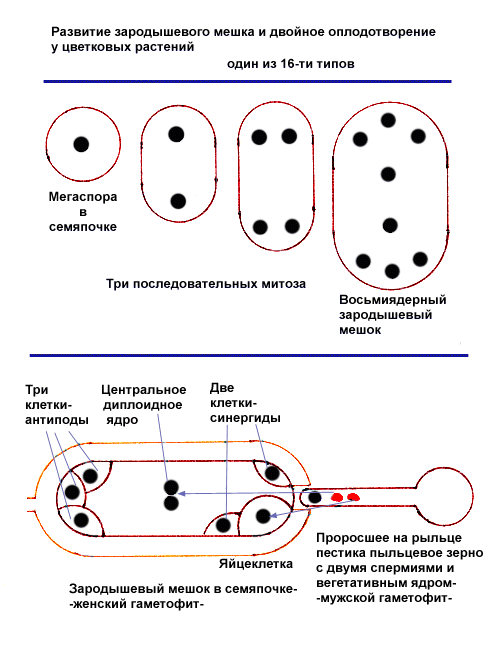 Развитие зародышевого мешка и двойное оплодотворение
у цветковых растений
один из 16-ти типов
Мегаспора
в
семяпочке
Три последовательных митоза
Восьмиядерный
зародышевый
мешок
Три
клетки-
антиподы
Центральное
диплоидное
ядро
Две
клетки-
синергиды
Яйцеклетка
Зародышевый мешок в семяпочке-
-женский гаметофит-
Проросшее на рыльце
пестика пыльцевое зерно
с двумя спермиями и
вегетативным ядром-
-мужской гаметофит-